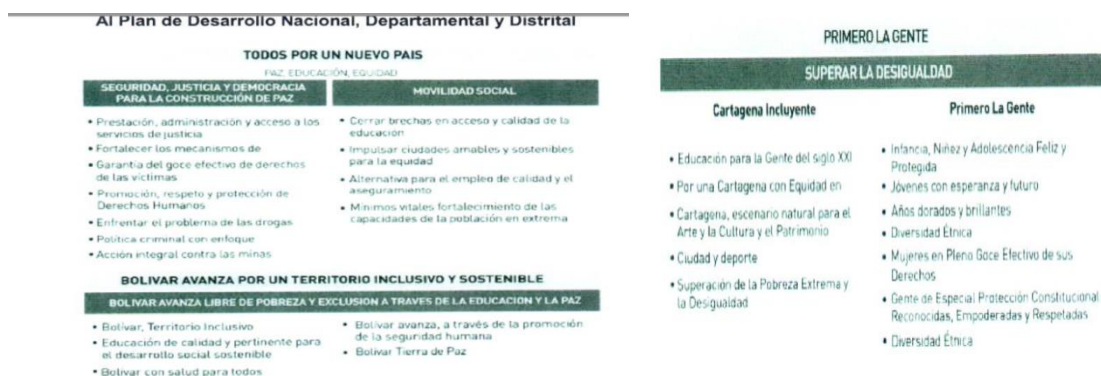 Al Plan de Desarrollo Nacional, Departamental y Distrital
TODOS POR UN NUEVO PAIS
PAZ, EDUCACIÓN, EQUIDAD
SEGURIDAD, JUSTICIA Y DEMOCRACIA
PARA LA CONSTRUCCIÓN DE PAZ
• Prestación, administración y acceso a los
servicios de justicia
• Fortalecer los mecanismos de
• Garantía del goce efectivo de derechos
de las víctimas
• Promoción, respeto y protección de
Derechos Humanos
• Enfrentar el problema de las drogas
• Política criminal con enfoque
• Acción integral contra las minas
MOVILIDAD SOCIAL
• Cerrar brechas en acceso y calidad de la
educación
• Impulsar ciudades amables y sostenibles
para la equidad
• Alternativa para el empleo de calidad y el
aseguramiento
• Mínimos vitales fortalecimiento de las
capacidades de la población en extrema
BOLIVAR AVANZA POR UN TERRITORIO INCLUSIVO Y SOSTENIBLE
BOLIVAR AVANZA LIBRE DE POBREZA Y EXCLUSION A TRAVES DE LA EDUCACION Y LA PAZ
• Bolívar, Territorio Inclusivo
• Educación de calidad y pertinente para
el desarrollo social sostenible
• Bolivar con salud para todos
• Bolívar avanza, a través de la promoción
de la seguridad humana
• Bolivar Tierra de Paz
PRIMERO LA GENTE
SUPERAR LA DESIGUALDAD
Cartagena Incluyente
• Educación para la Gente del siglo XXI
• Por una Cartagena con Equidad en
• Cartagena, escenario natural para el
Arte y la Cultura y el Patrimonio
• Ciudad y deporte
• Superación de la Pobreza Extrema y
la Desigualdad
Primero La Gente
• Infancia, Niñez y Adolescencia Feliz y
Protegida
• Jóvenes con esperanza y futuro
• Años dorados y brillantes
• Diversidad Étnica
• Mujeres en Pleno Goce Efectivo de sus
Derechos
• Gente de Especial Protección Constitucional
Reconocidas, Empoderadas y Respetadas
• Diversidad Étnica